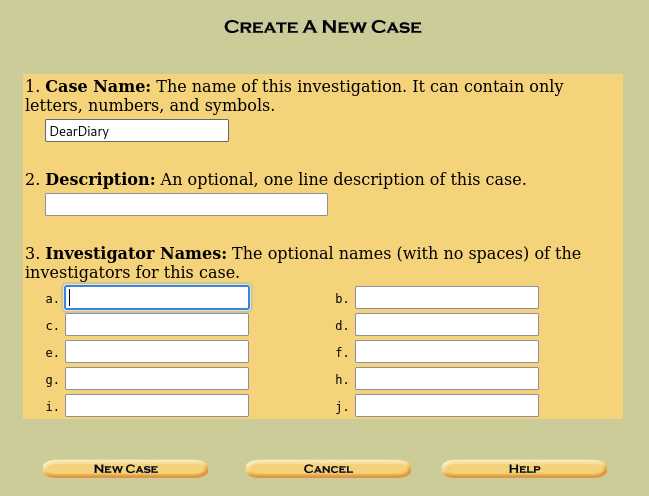 CREATE A NEW CASE
1. Case Name: The name of this investigation. It can contain only
letters, numbers, and symbols.
DearDiary
2. Description: An optional, one line description of this case.
3. Investigator Names: The optional names (with no spaces) of the
investigators for this case.
a. b.
c. d.
e. f.
g. h.
i. j.
NEW CASE CANCEL HELP